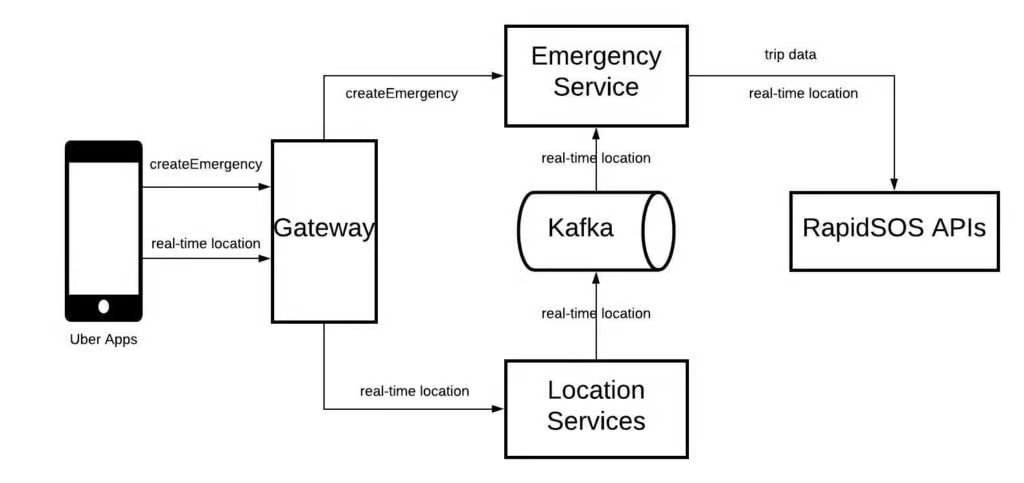 Emergency
Service
trip data
real-time location
createEmergency
createEmergency
real-time location
Gateway
real-time location
Kafka
RapidSOS APIs
real-time location
Uber Apps
real-time location
Location
Services